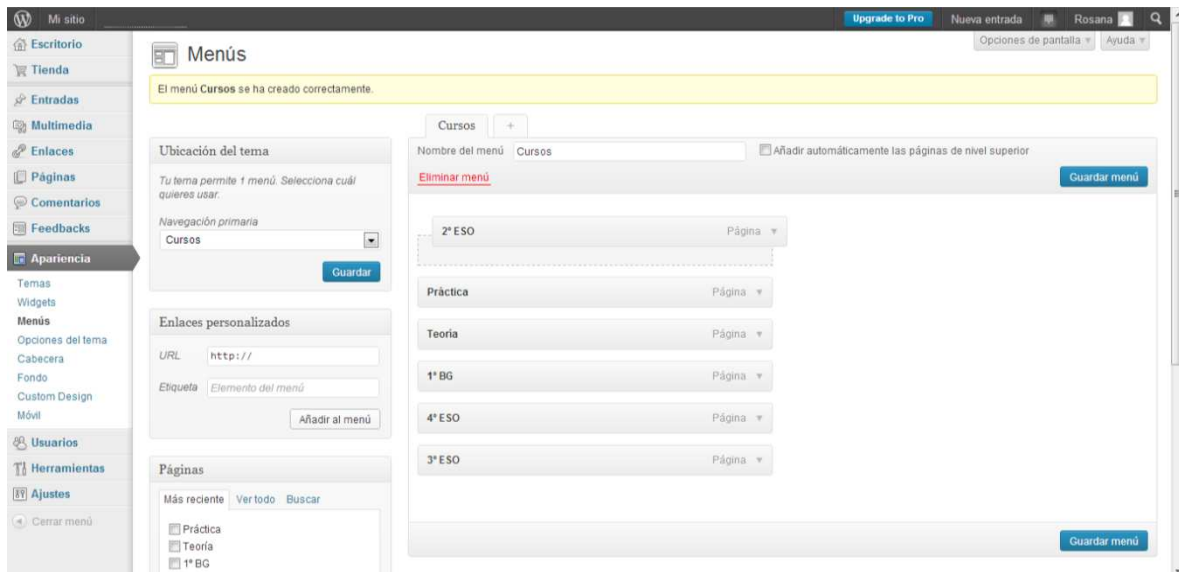 Mi sitio
Upgrade to Pro
Nueva entrada
Rosana
Escritorio
Tienda
Entradas
Multimedia
Enlaces
Páginas
Comentarios
Feedbacks
Apariencia
Temas
Widgets
Menús
Opciones del tema
Cabecera
Fondo
Custom Design
Móvil
Usuarios
Herramientas
Ajustes
Cerrar menú
Opciones de pantalla
Ayuda
Menús
El menú Cursos se ha creado correctamente.
Ubicación del tema
Tu tema permite 1 menú. Selecciona cuál
quieres usar.
Navegación primaria
Cursos
Guardar
Enlaces personalizados
URL http://
Etiqueta Elemento del menú
Añadir al menú
Páginas
Más reciente Ver todo Buscar
Práctica
Teoría
1º BG
Cursos +
Nombre del menú Cursos
Añadir automáticamente las páginas de nivel superior
Eliminar menú
Guardar menú
2º ESO Página
Práctica Página
Teoria Página
1º BG Página
4º ESO Página
3º ESO Página
Guardar menú